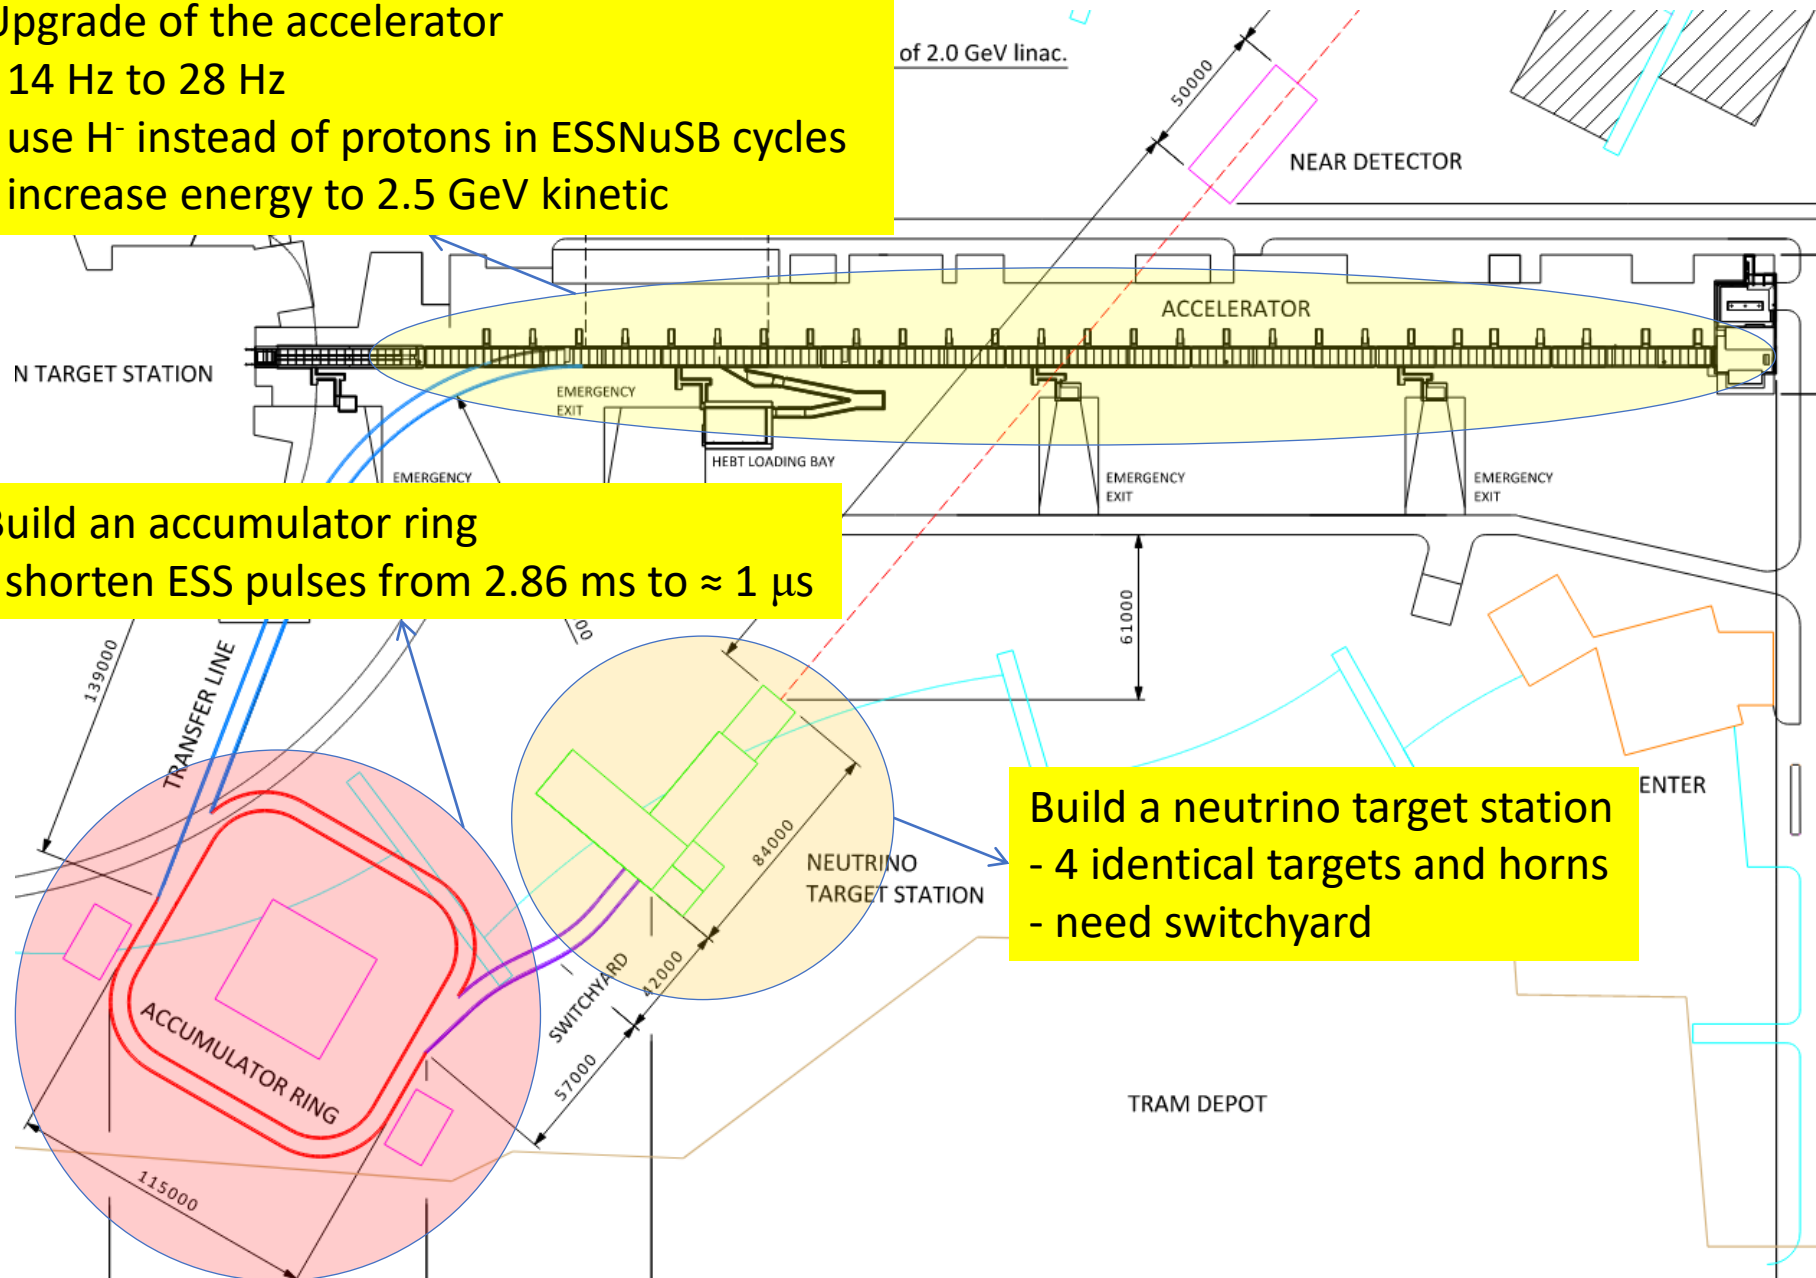 Upgrade of the accelerator
14 Hz to 28 Hz
use H⁻ instead of protons in ESSNuSB cycles
increase energy to 2.5 GeV kinetic
of 2.0 GeV linac.
50000
NEAR DETECTOR
ACCELERATOR
N TARGET STATION
EMERGENCY
EXIT
HEBT LOADING BAY
EMERGENCY
EMERGENCY
EXIT
EMERGENCY
EXIT
Build an accumulator ring
shorten ESS pulses from 2.86 ms to ≈ 1 μs
61000
00
139000
TRANSFER LINE
ENTER
Build a neutrino target station
- 4 identical targets and horns
- need switchyard
84000
NEUTRINO
TARGET STATION
SWITCHYARD
42000
57000
ACCUMULATOR RING
115000
TRAM DEPOT